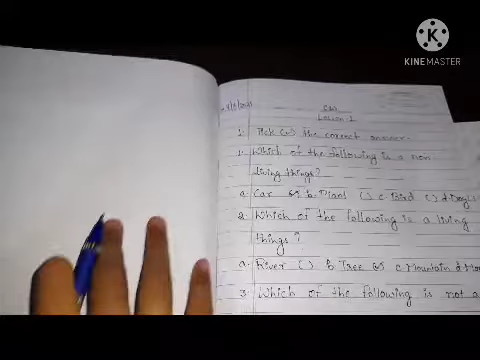 KINEMASTER
C.W.
Lesson-1
1. Tick (✓) the correct answer.
1. Which of the following is a non
living things?
a. Car (✓) b. Plant ( ) c. Bird ( ) d. Dog (
2. Which of the following is a living
things?
a. River ( ) b. Tree (✓) c. Mountain d.
3. Which of the following is not a